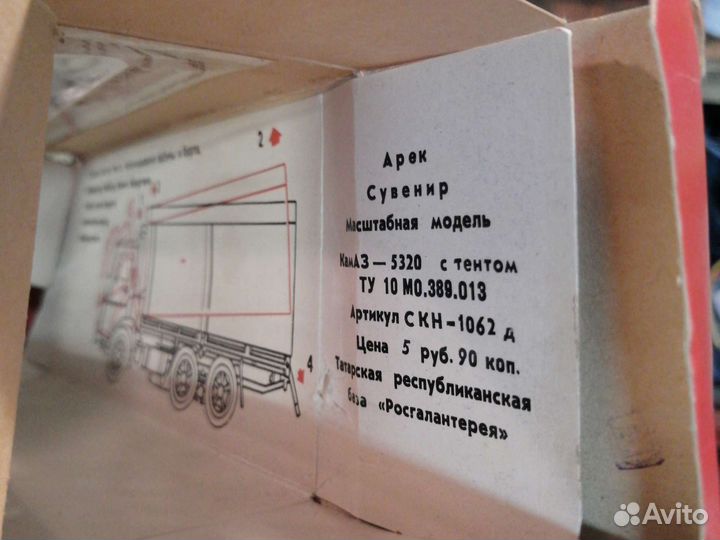 2
4
Арек
Сувенир
Масштабная модель
КамАЗ — 5320 с тентом
ТУ 10 МО.389.013
Артикул СКН-1062 д
Цена 5 руб. 90 коп.
Татарская республиканская
база «Росгалантерея»
Avito